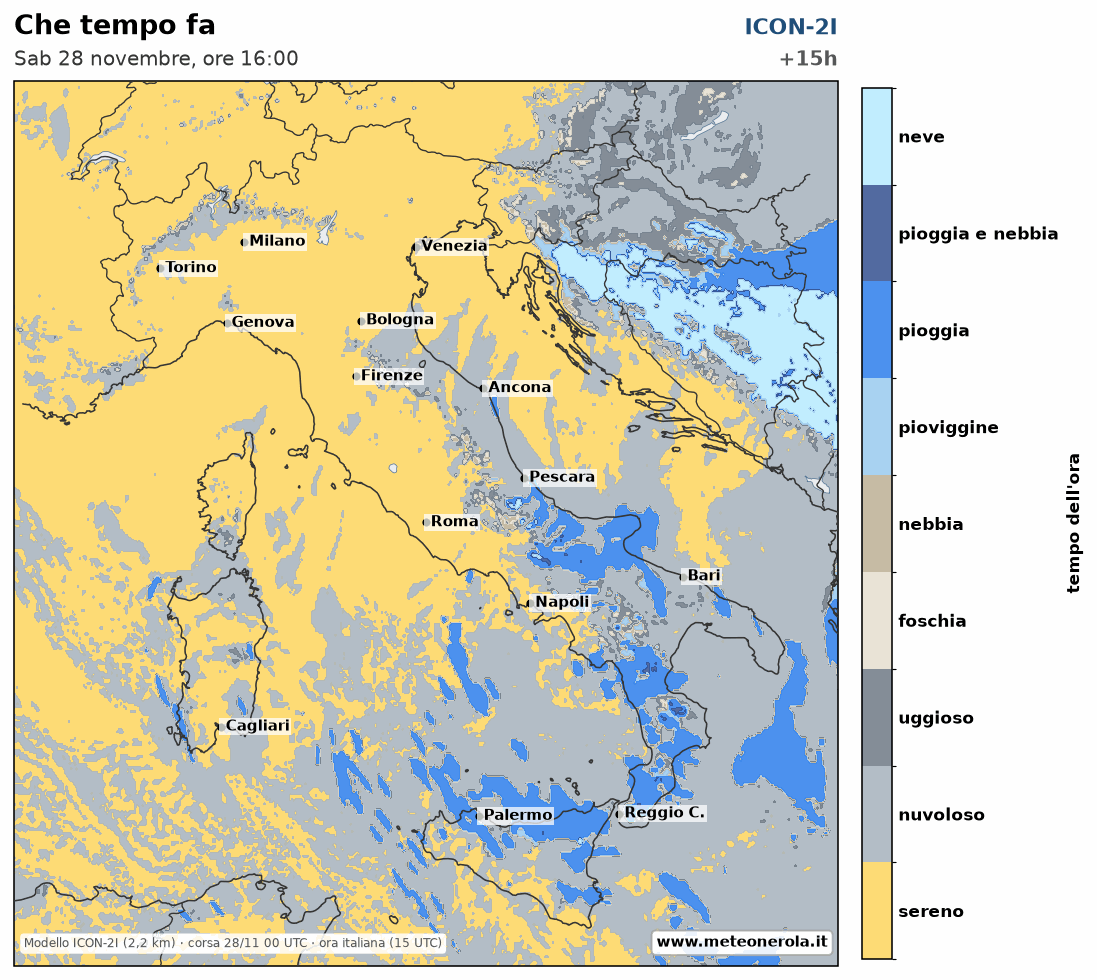 Che tempo fa
ICON-2I
Sab 28 novembre, ore 16:00
+15h
neve
pioggia e nebbia
pioggia
pioviggine
nebbia
foschia
uggioso
nuvoloso
sereno
tempo dell'ora
Milano
Venezia
Torino
Genova
Bologna
Firenze
Ancona
Pescara
Roma
Bari
Napoli
Cagliari
Palermo
Reggio C.
Modello ICON-2I (2,2 km) · corsa 28/11 00 UTC · ora italiana (15 UTC)
www.meteonerola.it